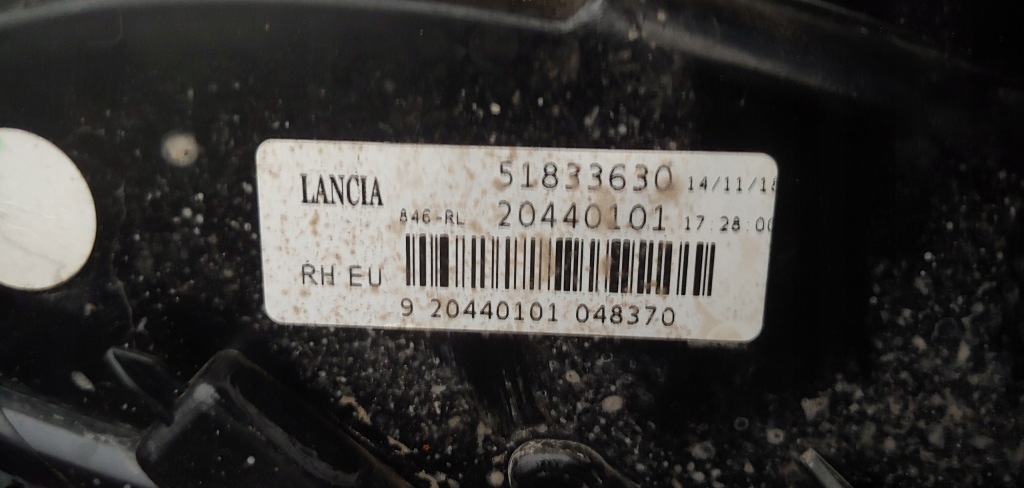 LANCIA 51833630 14/11/1
846-RL 20440101 17:28:0
RH EU
9 20440101 048370